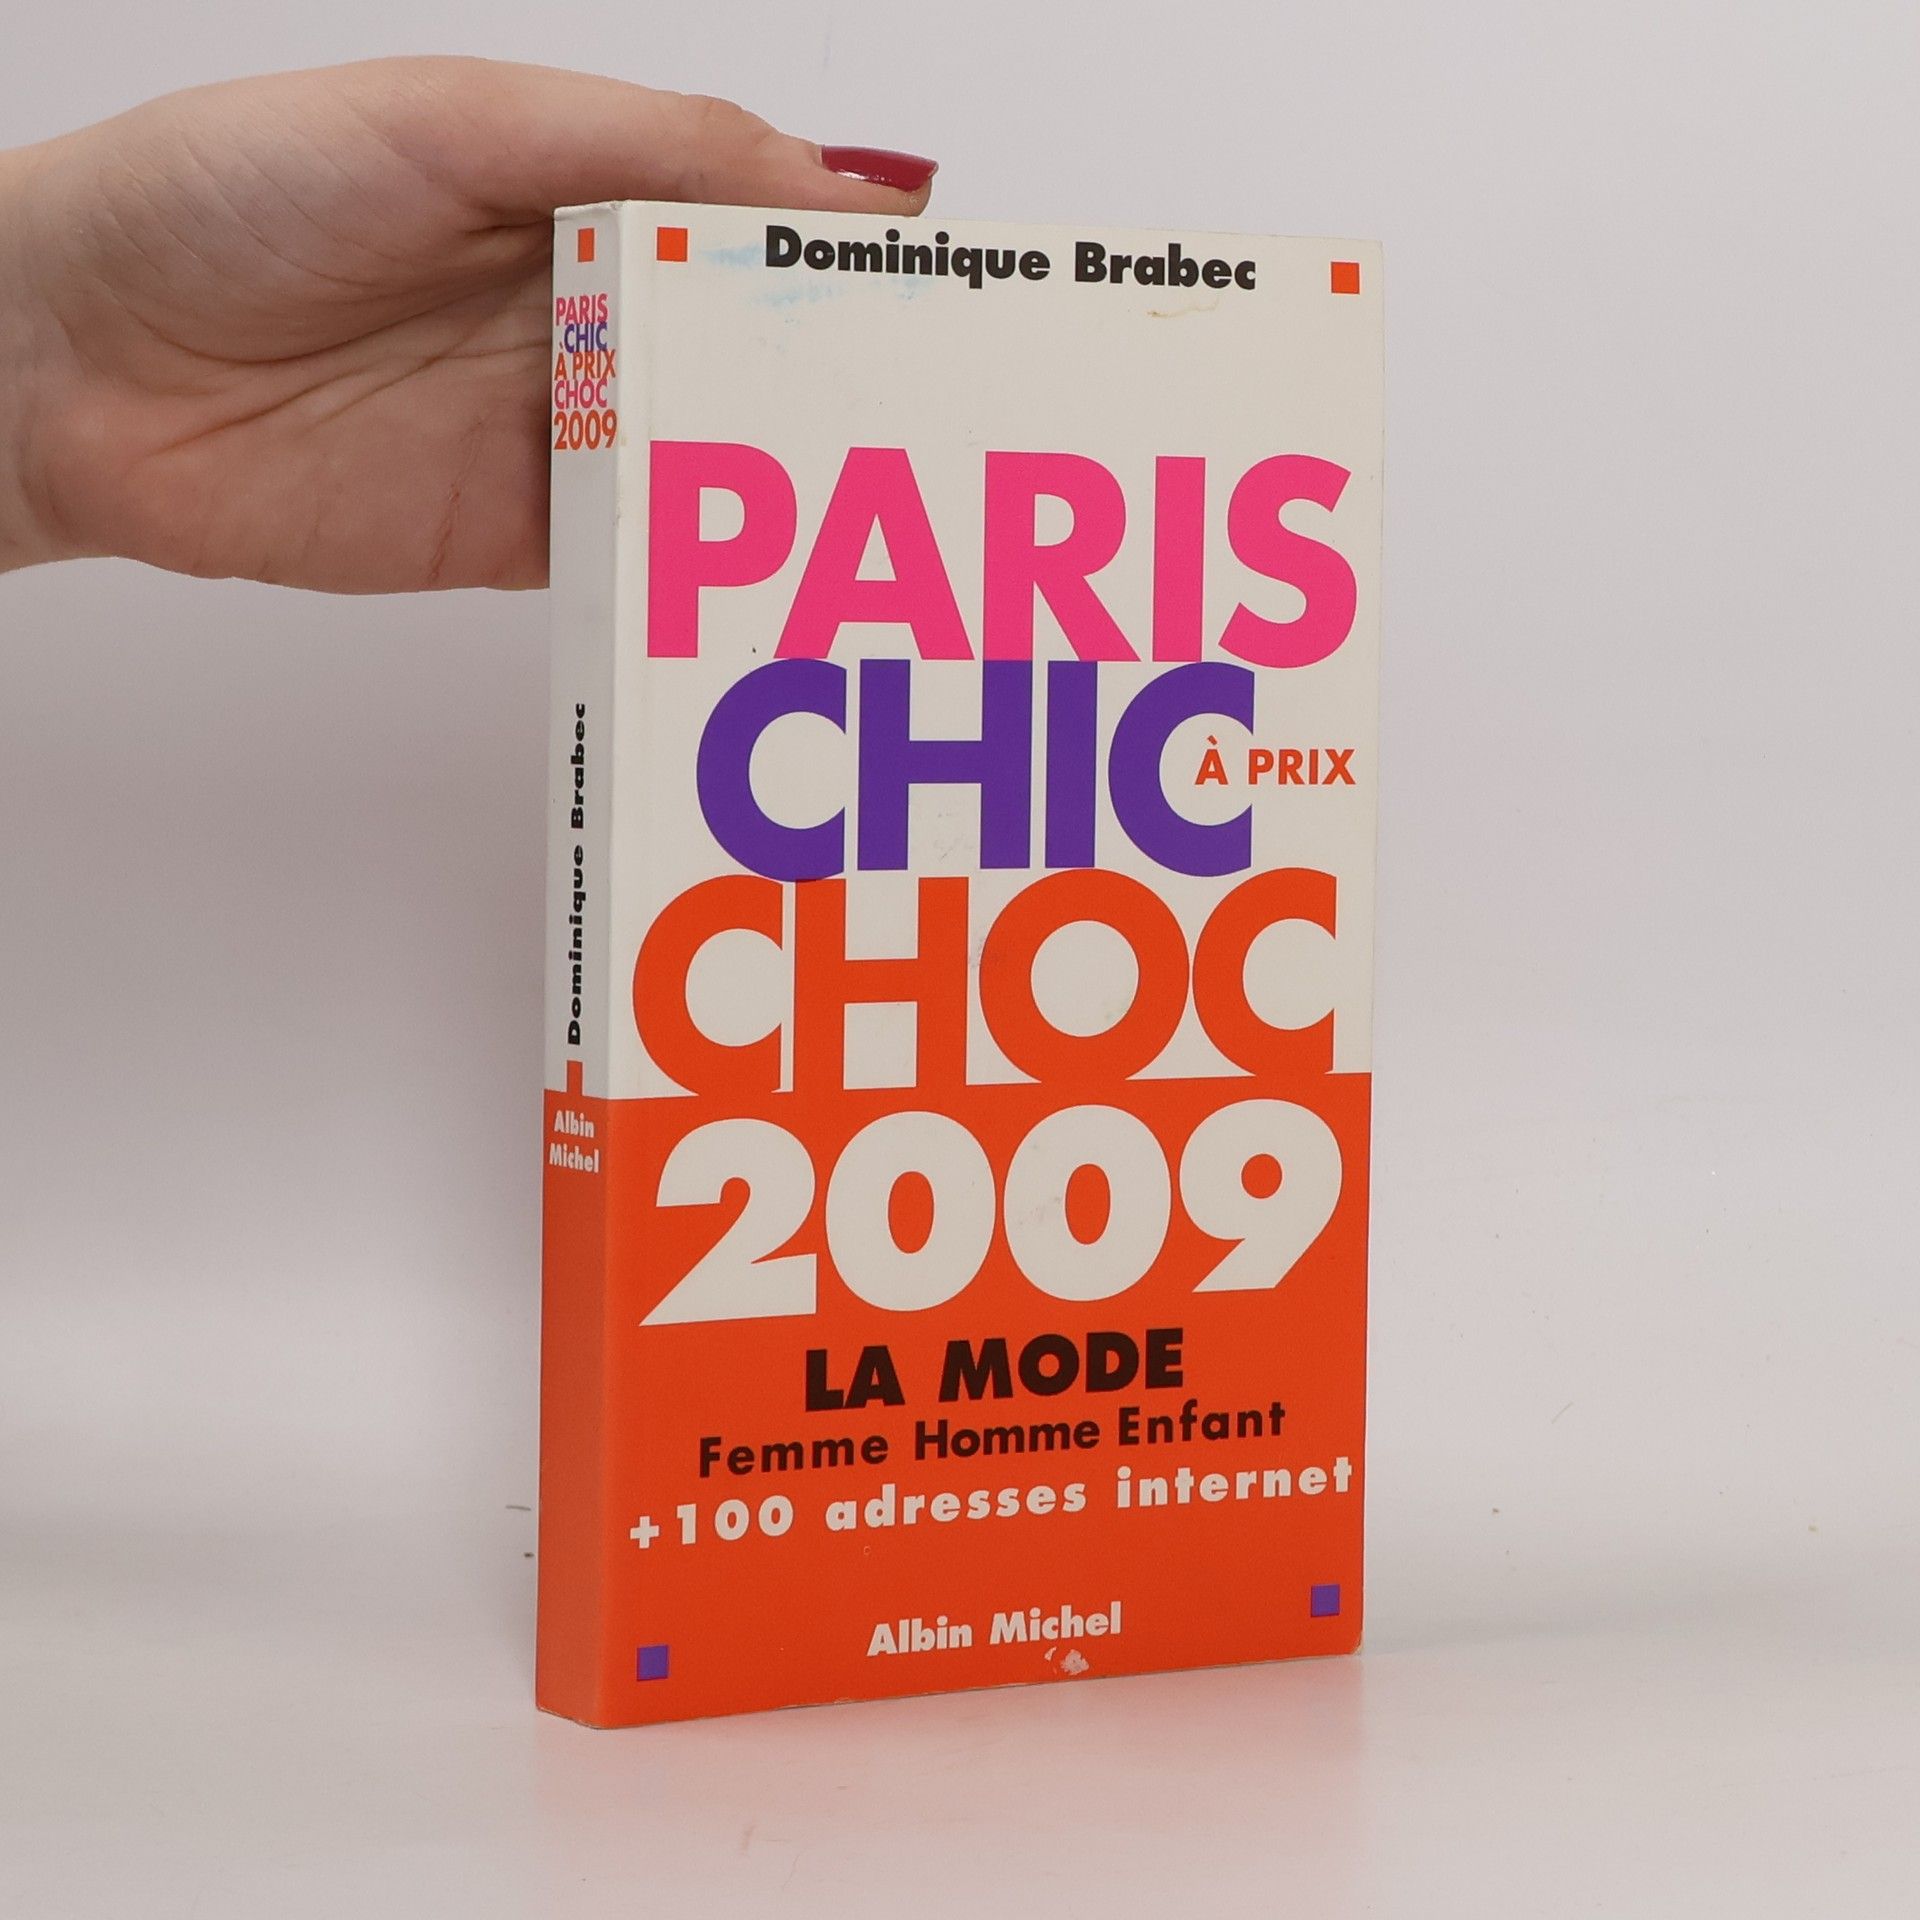 PARIS
CHIC
À PRIX
CHOC
2009
Dominique Brabec
Albin
Michel
Dominique Brabec
PARIS
CHIC
À PRIX
CHOC
2009
LA MODE
Femme Homme Enfant
+100 adresses internet
Albin Michel